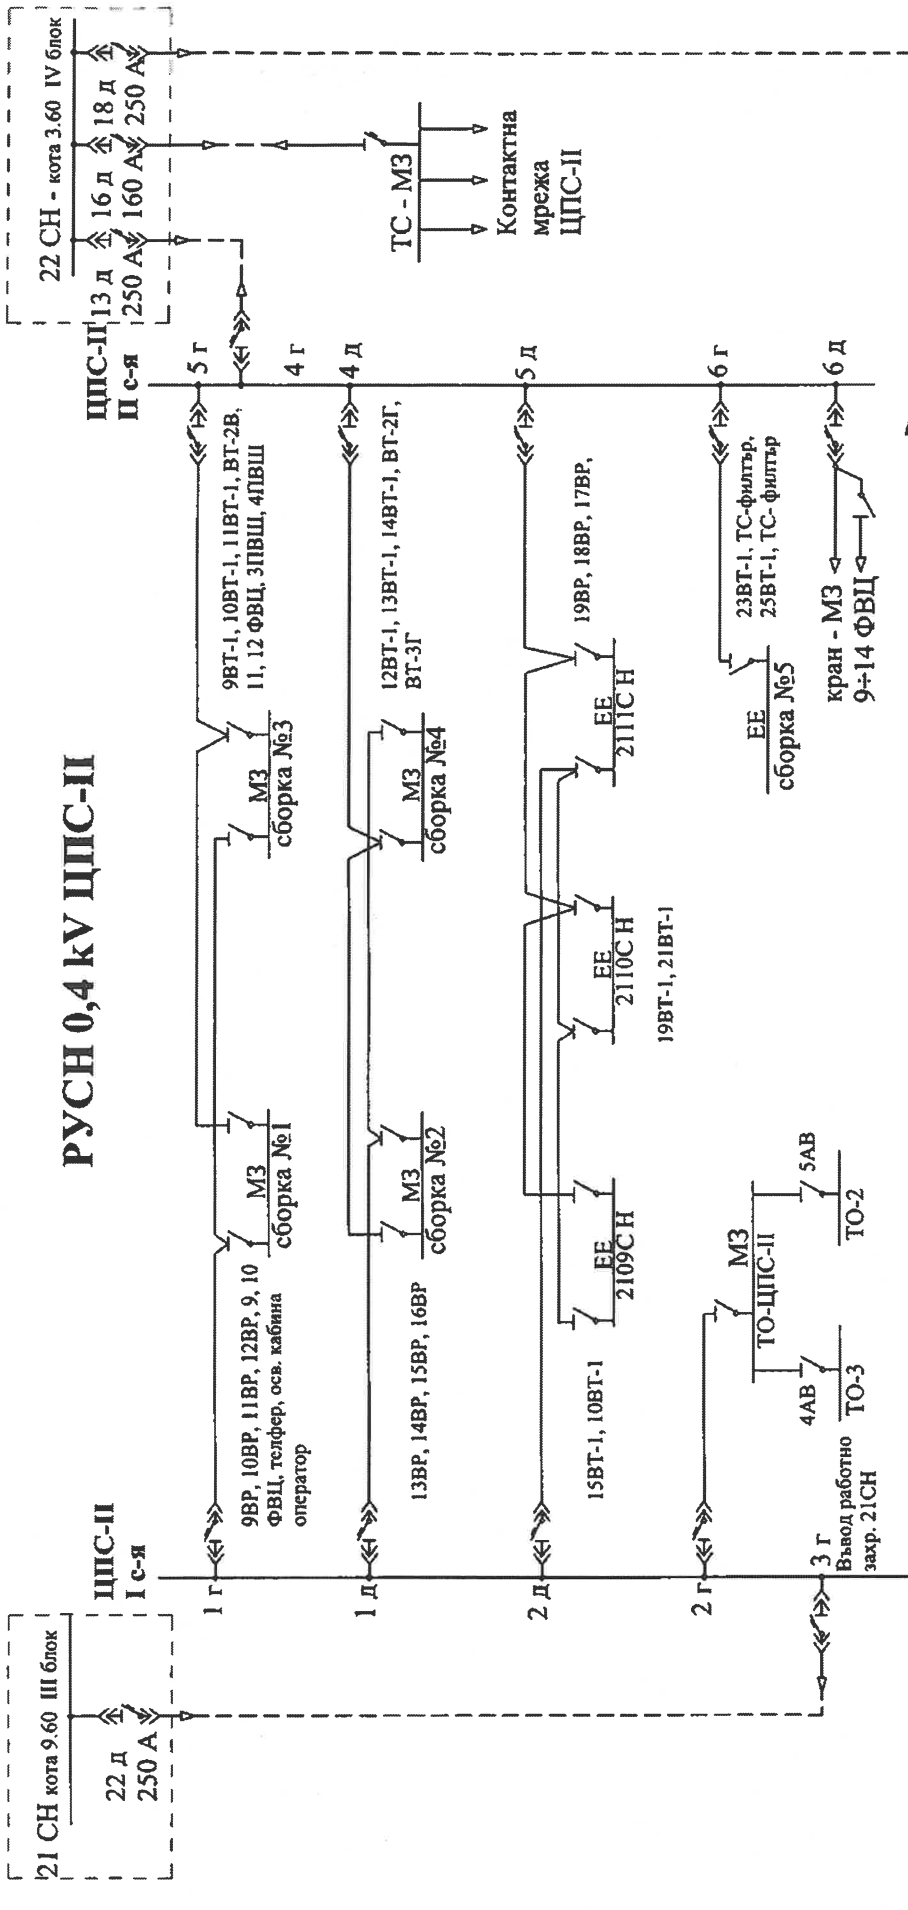 РУСН 0,4 kV ЦПС-II
21 СН кота 9.60 III блок
22 д
250 А
ЦПС-II
I с-я
1 г
1 д
2 д
2 г
3 г
Въвод работно
захр. 21СН
9ВР, 10ВР, 11ВР, 12ВР, 9, 10
ФВЦ, телфер, осв. кабина
оператор
МЗ
сборка №1
МЗ
сборка №3
9ВТ-1, 10ВТ-1, 11ВТ-1, ВТ-2В,
11, 12 ФВЦ, 3ПВШ, 4ПВШ
13ВР, 14ВР, 15ВР, 16ВР
МЗ
сборка №2
МЗ
сборка №4
12ВТ-1, 13ВТ-1, 14ВТ-1, ВТ-2Г,
ВТ-3Г
15ВТ-1, 10ВТ-1
ЕЕ
2109С Н
ЕЕ
2110С Н
19ВТ-1, 21ВТ-1
ЕЕ
2111С Н
19ВР, 18ВР, 17ВР,
МЗ
ТО-ЦПС-II
4АВ
ТО-3
5АВ
ТО-2
ЕЕ
сборка №5
23ВТ-1, ТС-филтър,
25ВТ-1, ТС- филтър
кран - МЗ
9÷14 ФВЦ
ЦПС-II
II с-я
5 г
4 г
4 д
5 д
6 г
6 д
22 СН - кота 3.60 IV блок
13 д
250 А
16 д
160 А
18 д
250 А
ТС - МЗ
Контактна
мрежа
ЦПС-II